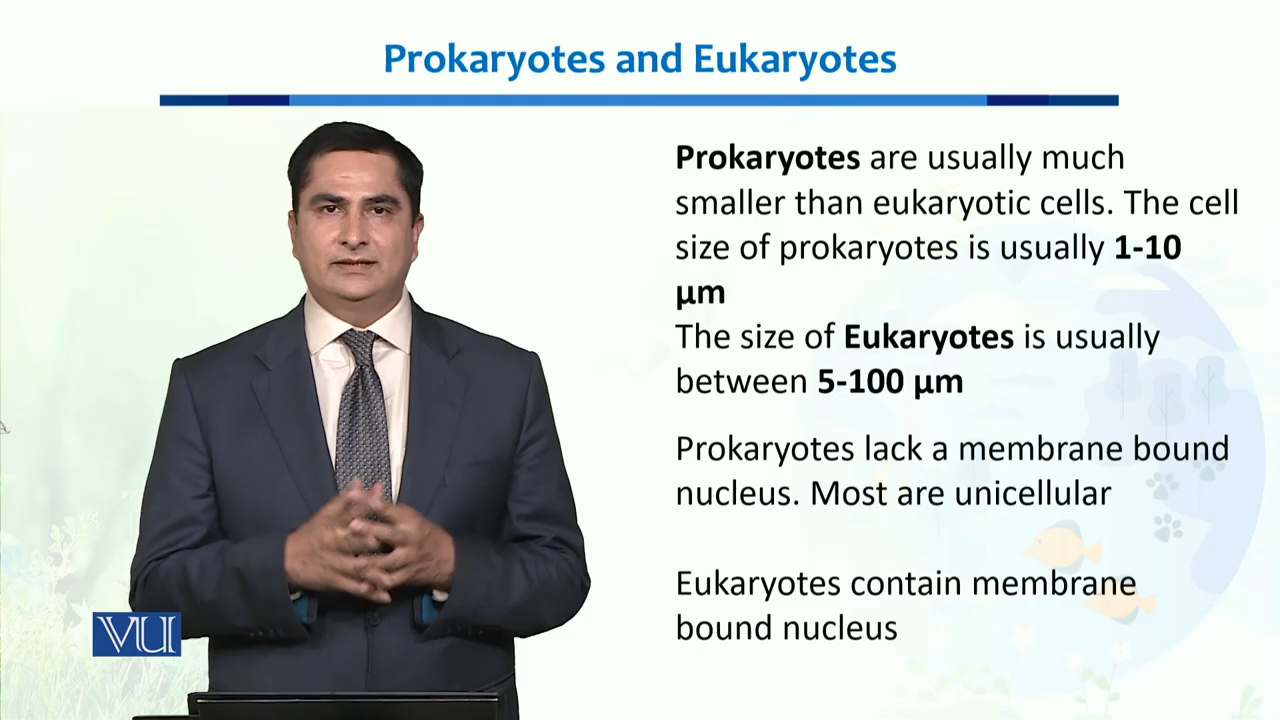 Prokaryotes and Eukaryotes
Prokaryotes are usually much
smaller than eukaryotic cells. The cell
size of prokaryotes is usually 1-10
µm
The size of Eukaryotes is usually
between 5-100 µm
Prokaryotes lack a membrane bound
nucleus. Most are unicellular
Eukaryotes contain membrane
bound nucleus
VU